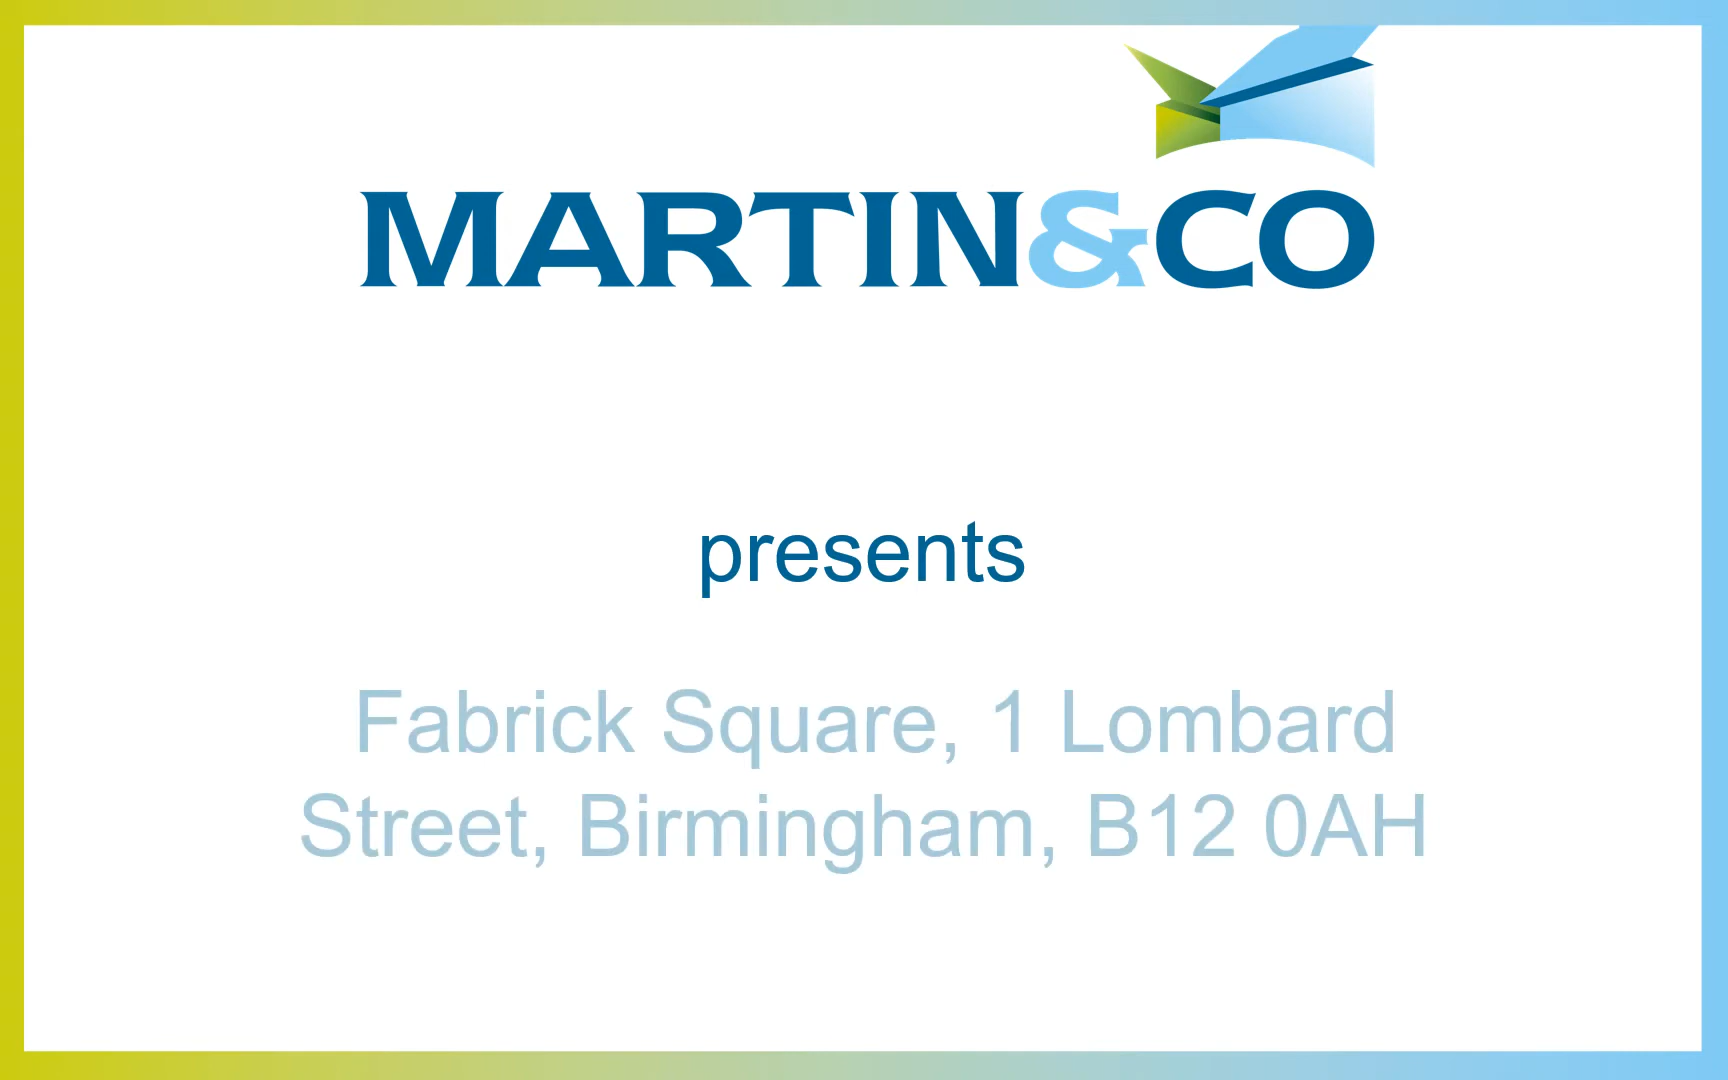 MARTIN&CO
presents
Fabrick Square, 1 Lombard
Street, Birmingham, B12 0AH